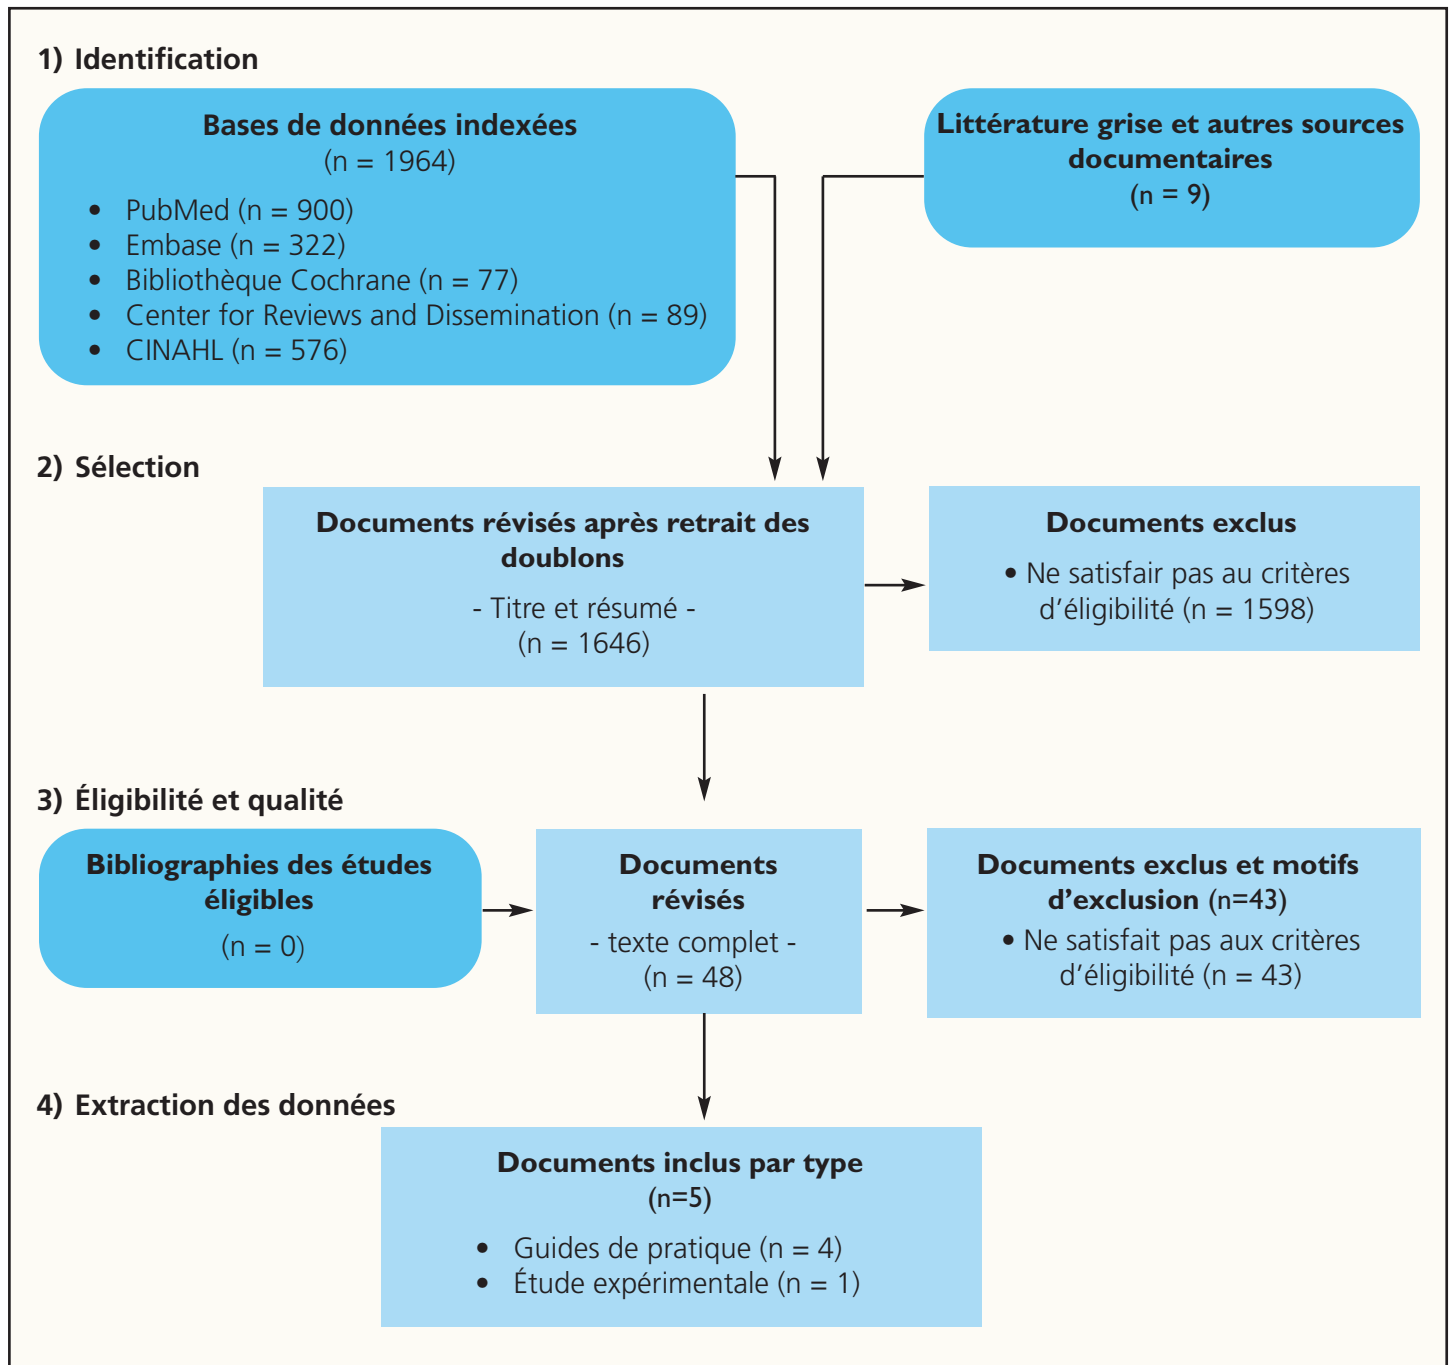 1) Identification
Bases de données indexées
(n = 1964)
• PubMed (n = 900)
• Embase (n = 322)
• Bibliothèque Cochrane (n = 77)
• Center for Reviews and Dissemination (n = 89)
• CINAHL (n = 576)
Littérature grise et autres sources
documentaires
(n = 9)
2) Sélection
Documents révisés après retrait des
doublons
- Titre et résumé -
(n = 1646)
Documents exclus
• Ne satisfair pas au critères
d'éligibilité (n = 1598)
3) Éligibilité et qualité
Bibliographies des études
éligibles
(n = 0)
Documents
révisés
- texte complet -
(n = 48)
Documents exclus et motifs
d'exclusion (n=43)
• Ne satisfait pas aux critères
d'éligibilité (n = 43)
4) Extraction des données
Documents inclus par type
(n=5)
• Guides de pratique (n = 4)
• Étude expérimentale (n = 1)